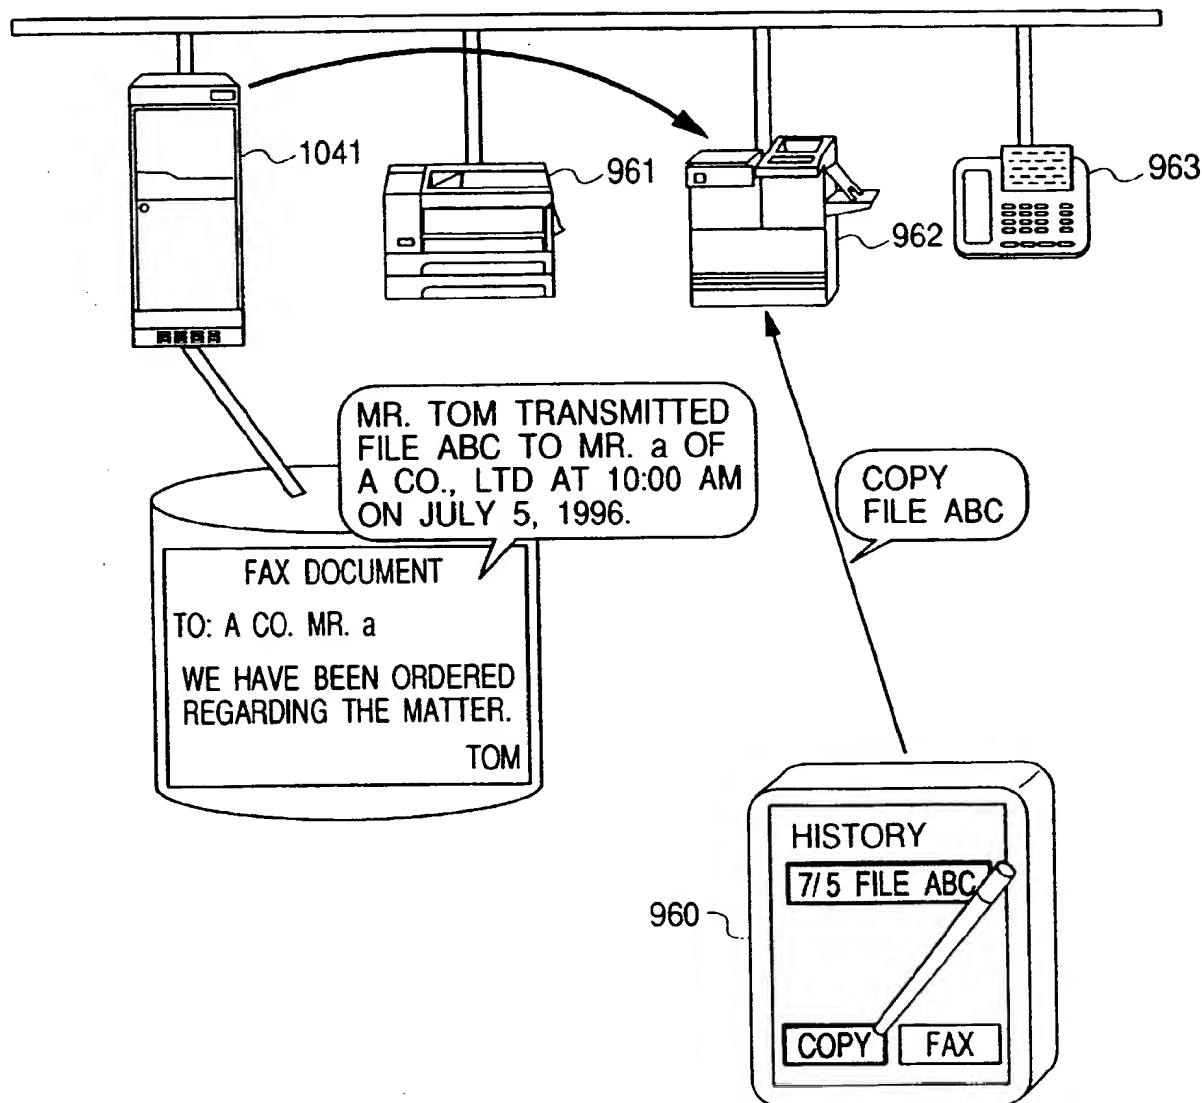 1041
961
962
963
MR. TOM TRANSMITTED
FILE ABC TO MR. a OF
A CO., LTD AT 10:00 AM
ON JULY 5, 1996.
COPY
FILE ABC
FAX DOCUMENT
TO: A CO. MR. a
WE HAVE BEEN ORDERED
REGARDING THE MATTER.
TOM
960
HISTORY
7/5 FILE ABC
COPY
FAX